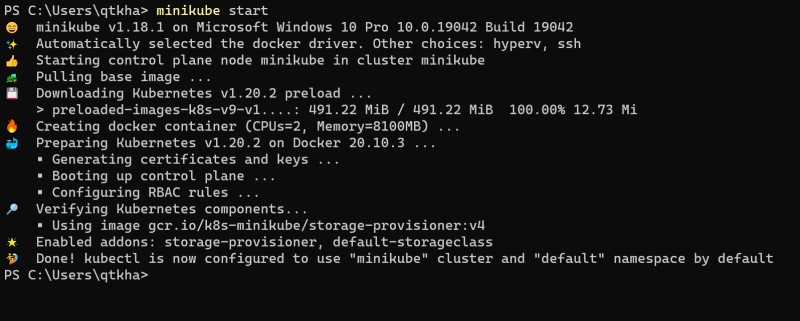 PS C:\Users\qtkha> minikube start
😄 minikube v1.18.1 on Microsoft Windows 10 Pro 10.0.19042 Build 19042
✨ Automatically selected the docker driver. Other choices: hyperv, ssh
👍 Starting control plane node minikube in cluster minikube
🚜 Pulling base image ...
💾 Downloading Kubernetes v1.20.2 preload ...
> preloaded-images-k8s-v9-v1....: 491.22 MiB / 491.22 MiB 100.00% 12.73 Mi
🔥 Creating docker container (CPUs=2, Memory=8100MB) ...
🐳 Preparing Kubernetes v1.20.2 on Docker 20.10.3 ...
▪ Generating certificates and keys ...
▪ Booting up control plane ...
▪ Configuring RBAC rules ...
🔎 Verifying Kubernetes components...
▪ Using image gcr.io/k8s-minikube/storage-provisioner:v4
🌟 Enabled addons: storage-provisioner, default-storageclass
🏄 Done! kubectl is now configured to use "minikube" cluster and "default" namespace by default
PS C:\Users\qtkha>